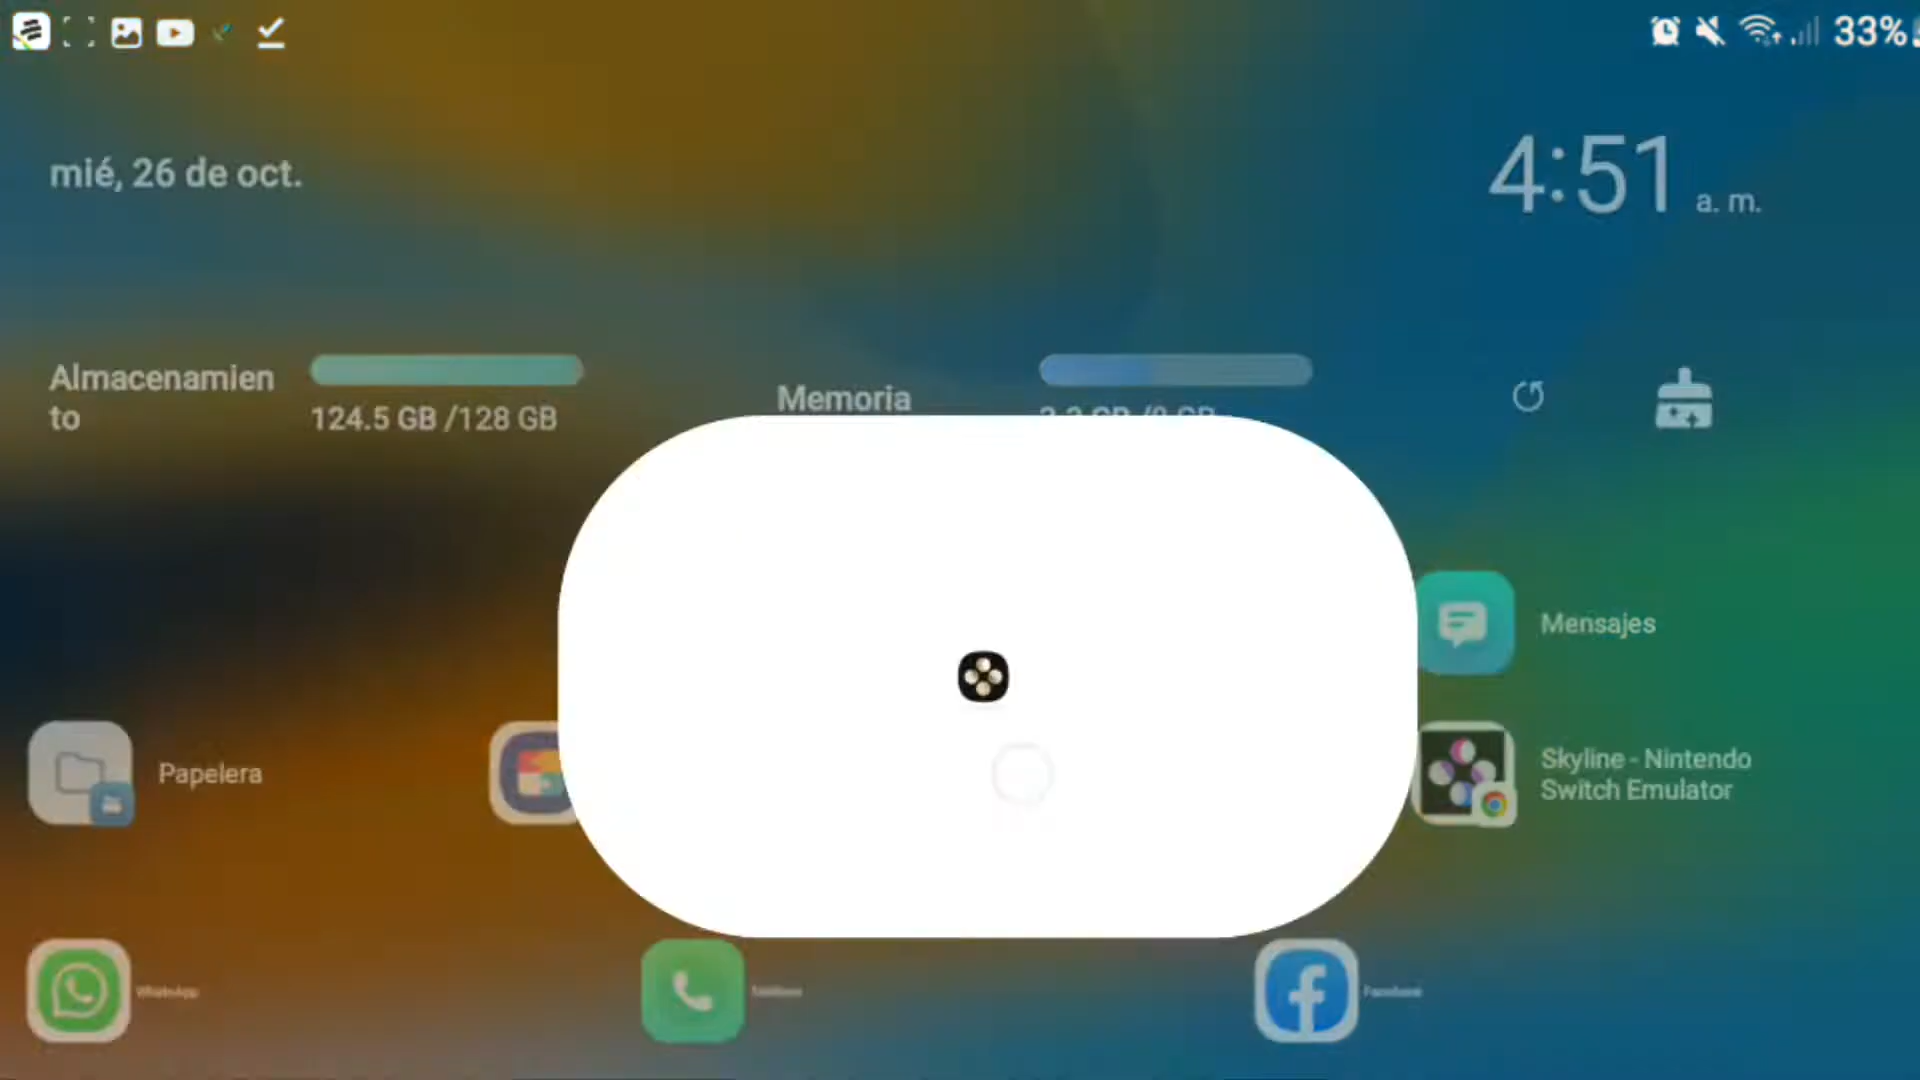 33%
mié, 26 de oct.
4:51 a. m.
Almacenamien
to
124.5 GB /128 GB
Memoria
Mensajes
Papelera
Skyline - Nintendo
Switch Emulator
WhatsApp
Teléfono
Facebook